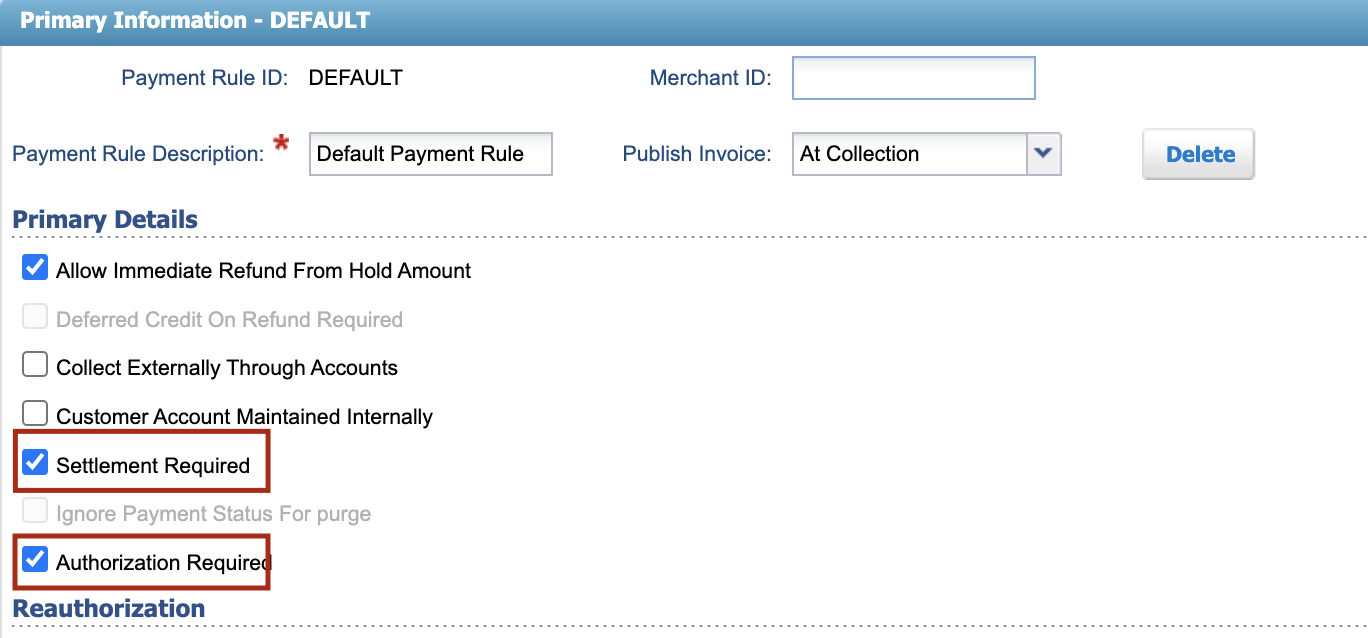 Primary Information - DEFAULT
Payment Rule ID: DEFAULT Merchant ID:
Payment Rule Description: * Default Payment Rule Publish Invoice: At Collection Delete
Primary Details
Allow Immediate Refund From Hold Amount
Deferred Credit On Refund Required
Collect Externally Through Accounts
Customer Account Maintained Internally
Settlement Required
Ignore Payment Status For purge
Authorization Required
Reauthorization